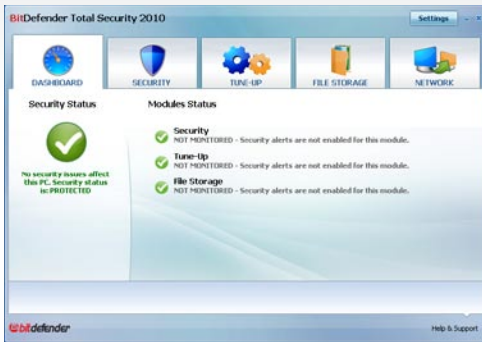 BitDefender Total Security 2010
Settings
DASHBOARD
SECURITY
TUNE-UP
FILE STORAGE
NETWORK
Security Status
Modules Status
No security issues affect
this PC. Security status
is: PROTECTED
Security
NOT MONITORED - Security alerts are not enabled for this module.
Tune-Up
NOT MONITORED - Security alerts are not enabled for this module.
File Storage
NOT MONITORED - Security alerts are not enabled for this module.
bitdefender
Help & Support